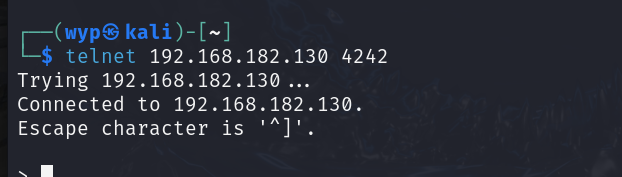 ┌──(wyp㉿kali)-[~]
└─$ telnet 192.168.182.130 4242
Trying 192.168.182.130...
Connected to 192.168.182.130.
Escape character is '^]'.
>